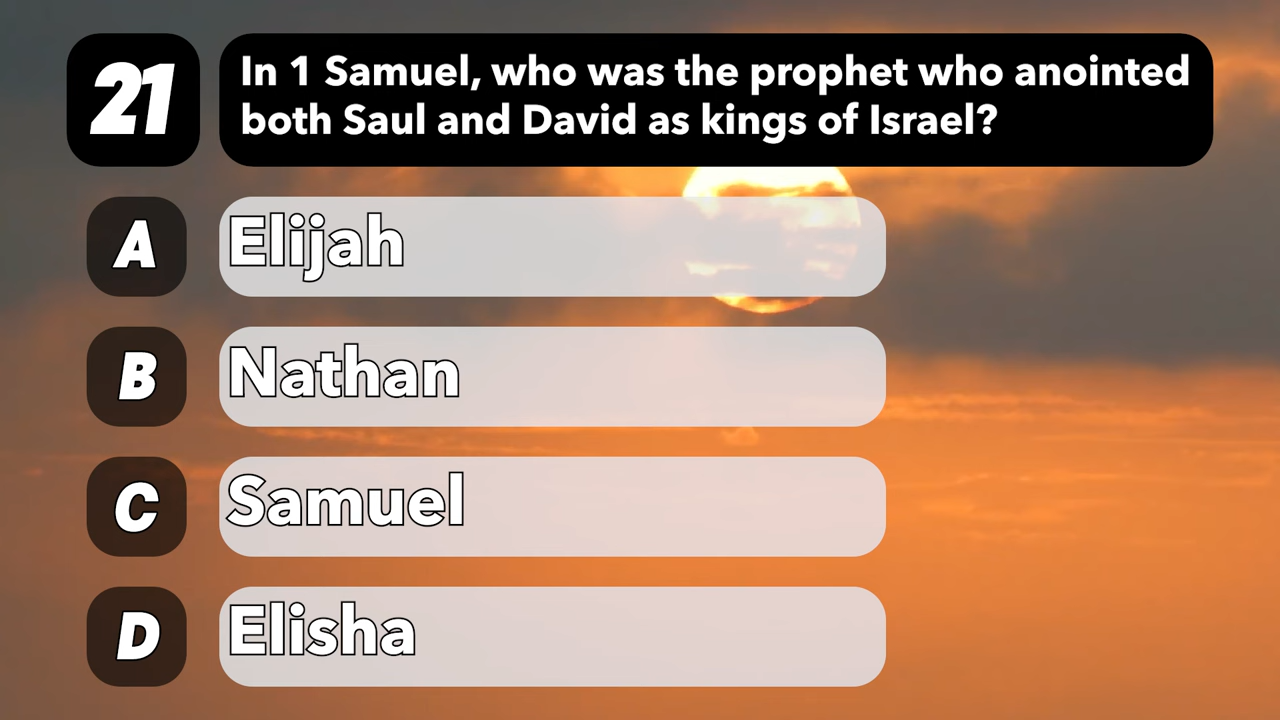 21
In 1 Samuel, who was the prophet who anointed
both Saul and David as kings of Israel?
A
Elijah
B
Nathan
C
Samuel
D
Elisha